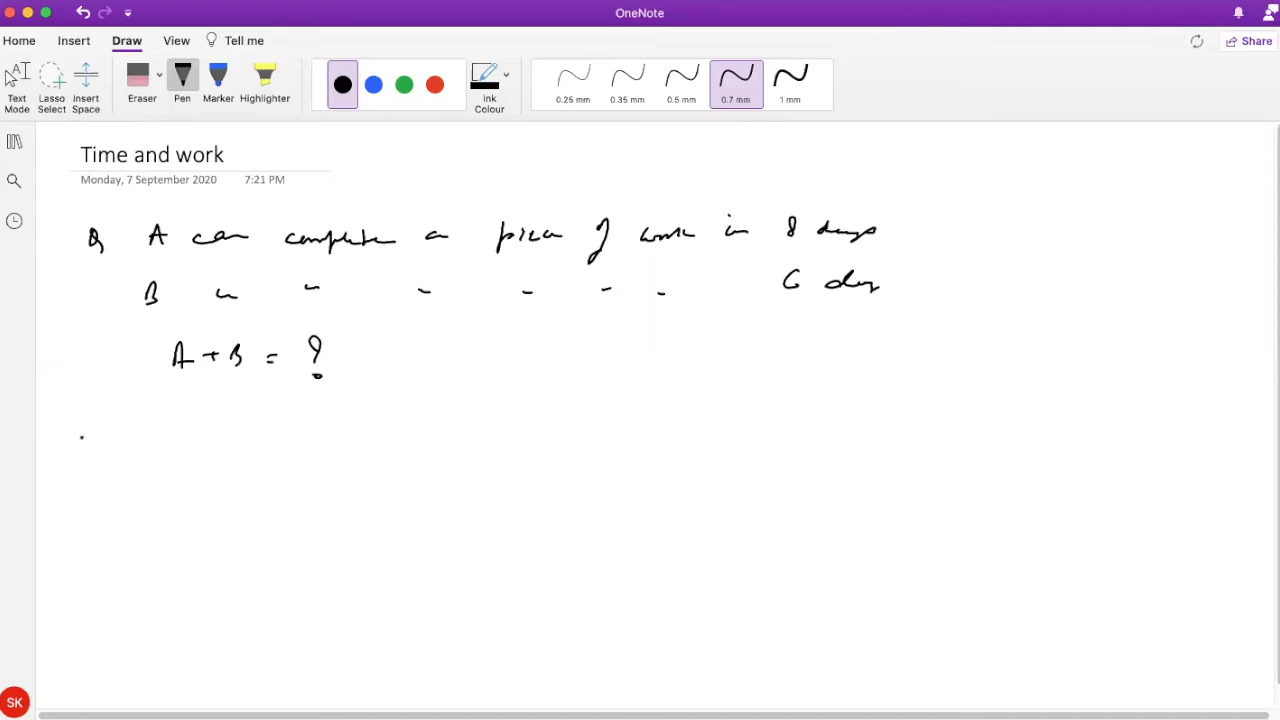 OneNote
Home Insert Draw View Tell me
Share
Text Mode
Lasso Select
Insert Space
Eraser
Pen
Marker
Highlighter
Ink Colour
0.25 mm
0.35 mm
0.5 mm
0.7 mm
1 mm
Time and work
Monday, 7 September 2020 7:21 PM
Q A can complete a piece of work in 8 days
B " " " " " " 6 days
A + B = ?
SK